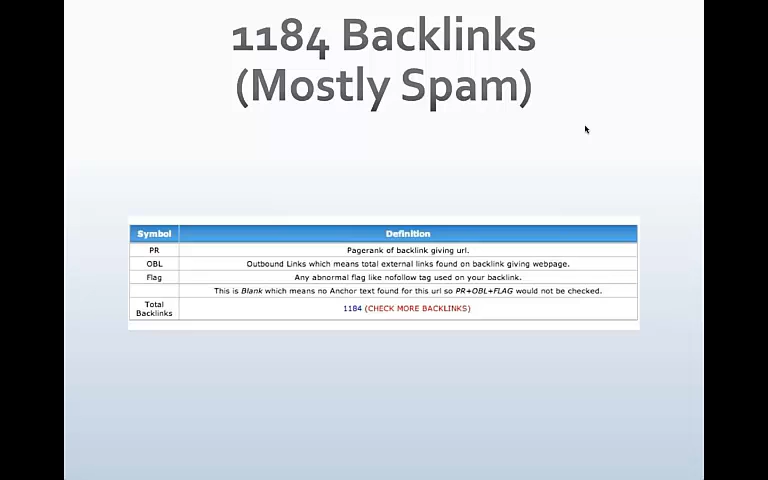 1184 Backlinks
(Mostly Spam)
Symbol Definition
PR Pagerank of backlink giving url.
OBL Outbound Links which means total external links found on backlink giving webpage.
Flag Any abnormal flag like nofollow tag used on your backlink.
This is Blank which means no Anchor text found for this url so PR+OBL+FLAG would not be checked.
Total
Backlinks
1184 (CHECK MORE BACKLINKS)